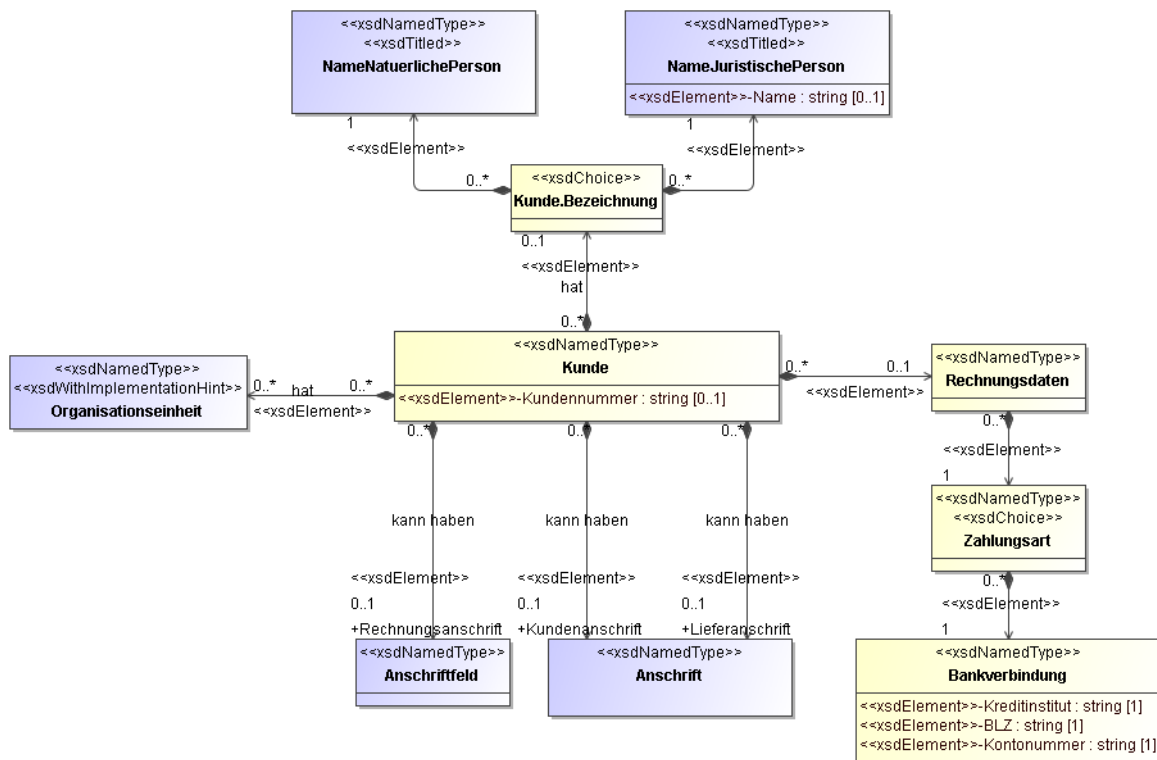 <<xsdNamedType>>
<<xsdTitled>>
NameNatuerlichePerson
<<xsdNamedType>>
<<xsdTitled>>
NameJuristischePerson
<<xsdElement>>-Name : string [0..1]
1
<<xsdElement>>
0..*
1
<<xsdElement>>
0..*
<<xsdChoice>>
Kunde.Bezeichnung
0..1
<<xsdElement>>
hat
0..*
<<xsdNamedType>>
Kunde
<<xsdElement>>-Kundennummer : string [0..1]
<<xsdNamedType>>
<<xsdWithImplementationHint>>
Organisationseinheit
0..*
hat
0..*
<<xsdElement>>
0..*
0..1
<<xsdElement>>
<<xsdNamedType>>
Rechnungsdaten
0..*
<<xsdElement>>
1
<<xsdNamedType>>
<<xsdChoice>>
Zahlungsart
0..*
<<xsdElement>>
1
<<xsdNamedType>>
Bankverbindung
<<xsdElement>>-Kreditinstitut : string [1]
<<xsdElement>>-BLZ : string [1]
<<xsdElement>>-Kontonummer : string [1]
0..*
0..*
0..*
kann haben
kann haben
kann haben
<<xsdElement>>
<<xsdElement>>
<<xsdElement>>
0..1
0..1
0..1
+Rechnungsanschrift
+Kundenanschrift
+Lieferanschrift
<<xsdNamedType>>
Anschriftfeld
<<xsdNamedType>>
Anschrift